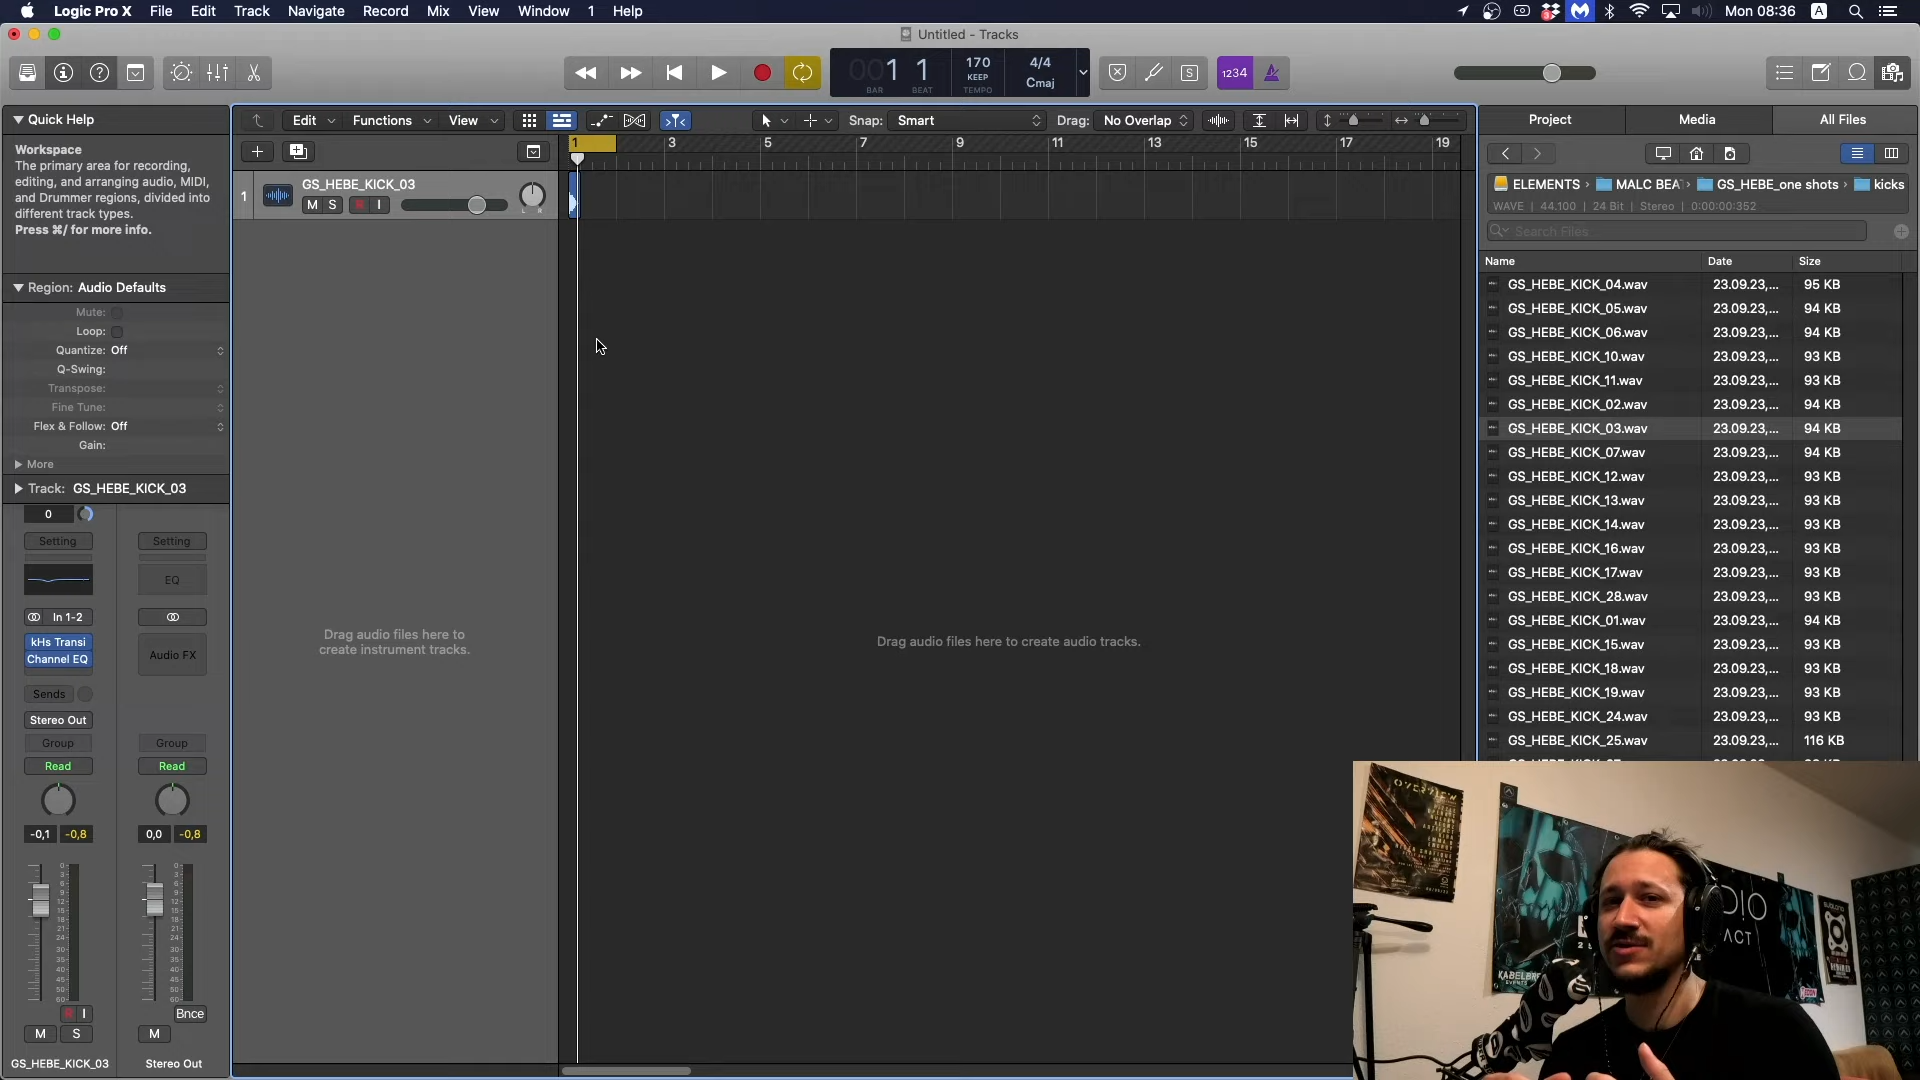 Logic Pro X File Edit Track Navigate Record Mix View Window 1 Help
Mon 08:36 A
Untitled - Tracks
001 1
BAR BEAT
170
KEEP
TEMPO
4/4
Cmaj
S
1234
Quick Help
Workspace
The primary area for recording,
editing, and arranging audio, MIDI,
and Drummer regions, divided into
different track types.
Press ⌘/ for more info.
Region: Audio Defaults
Mute:
Loop:
Quantize: Off
Q-Swing:
Transpose:
Fine Tune:
Flex & Follow: Off
Gain:
More
Track: GS_HEBE_KICK_03
0
Setting Setting
EQ
In 1-2
kHs Transi
Channel EQ
Audio FX
Sends
Stereo Out
Group Group
Read Read
-0,1 -0,8 0,0 -0,8
R I Bnce
M S M
GS_HEBE_KICK_03 Stereo Out
Edit Functions View
Snap: Smart
Drag: No Overlap
1 3 5 7 9 11 13 15 17 19
1 GS_HEBE_KICK_03
M S R I
L R
Drag audio files here to
create instrument tracks.
Drag audio files here to create audio tracks.
Project Media All Files
ELEMENTS › MALC BEA › GS_HEBE_one shots › kicks
WAVE | 44.100 | 24 Bit | Stereo | 0:00:00:352
Search Files
Name Date Size
GS_HEBE_KICK_04.wav 23.09.23,... 95 KB
GS_HEBE_KICK_05.wav 23.09.23,... 94 KB
GS_HEBE_KICK_06.wav 23.09.23,... 94 KB
GS_HEBE_KICK_10.wav 23.09.23,... 93 KB
GS_HEBE_KICK_11.wav 23.09.23,... 93 KB
GS_HEBE_KICK_02.wav 23.09.23,... 94 KB
GS_HEBE_KICK_03.wav 23.09.23,... 94 KB
GS_HEBE_KICK_07.wav 23.09.23,... 94 KB
GS_HEBE_KICK_12.wav 23.09.23,... 93 KB
GS_HEBE_KICK_13.wav 23.09.23,... 93 KB
GS_HEBE_KICK_14.wav 23.09.23,... 93 KB
GS_HEBE_KICK_16.wav 23.09.23,... 93 KB
GS_HEBE_KICK_17.wav 23.09.23,... 93 KB
GS_HEBE_KICK_28.wav 23.09.23,... 93 KB
GS_HEBE_KICK_01.wav 23.09.23,... 94 KB
GS_HEBE_KICK_15.wav 23.09.23,... 93 KB
GS_HEBE_KICK_18.wav 23.09.23,... 93 KB
GS_HEBE_KICK_19.wav 23.09.23,... 93 KB
GS_HEBE_KICK_24.wav 23.09.23,... 93 KB
GS_HEBE_KICK_25.wav 23.09.23,... 116 KB
OVERVIEW
KABELBRE
EVENTS
DIO
ACT